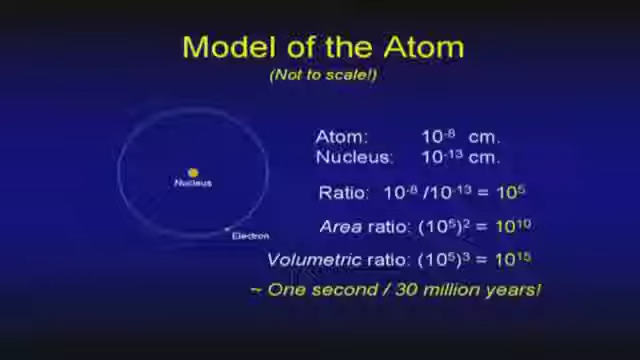 Model of the Atom
(Not to scale!)
Atom: 10⁻⁸ cm.
Nucleus: 10⁻¹³ cm.
Nucleus
Ratio: 10⁻⁸ /10⁻¹³ = 10⁵
Area ratio: (10⁵)² = 10¹⁰
Electron
Volumetric ratio: (10⁵)³ = 10¹⁵
~ One second / 30 million years!